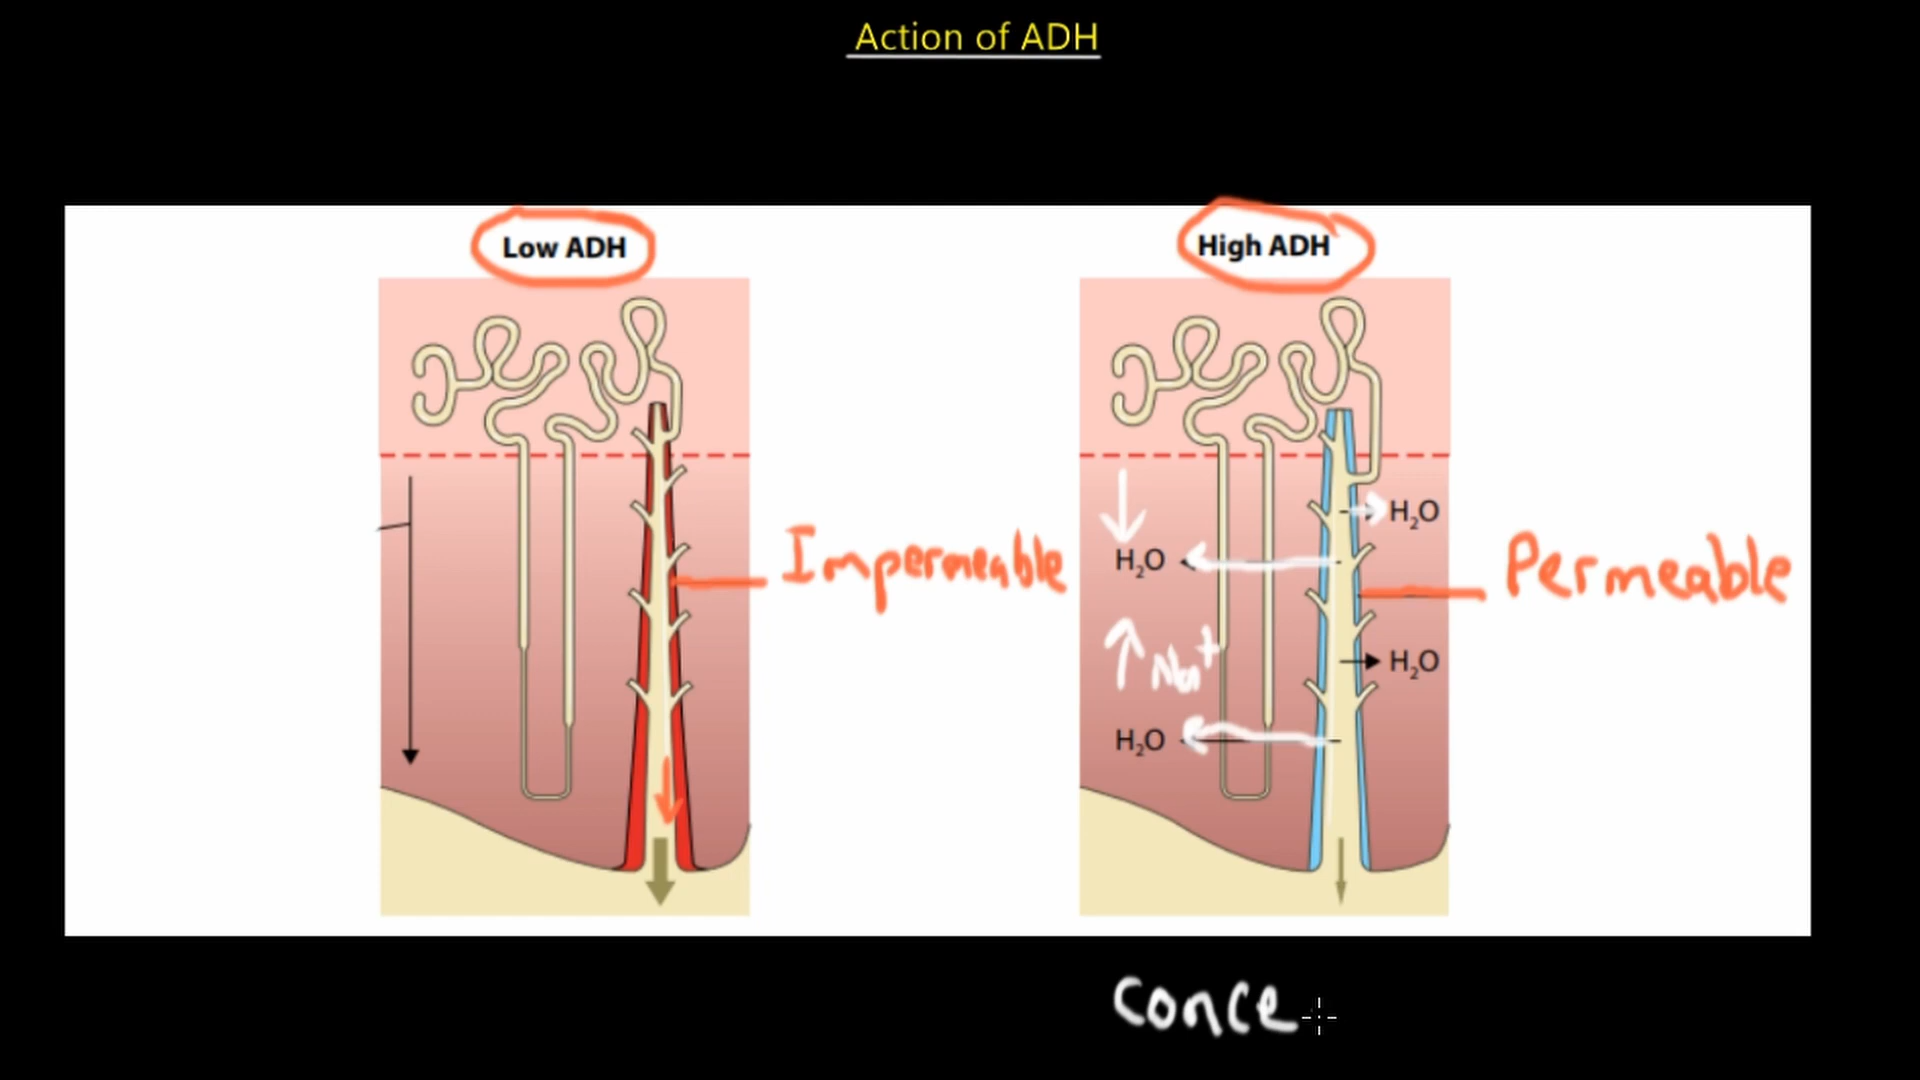 Action of ADH
Low ADH
High ADH
H₂O
Impermeable
H₂O
Permeable
Na⁺
H₂O
H₂O
Conce